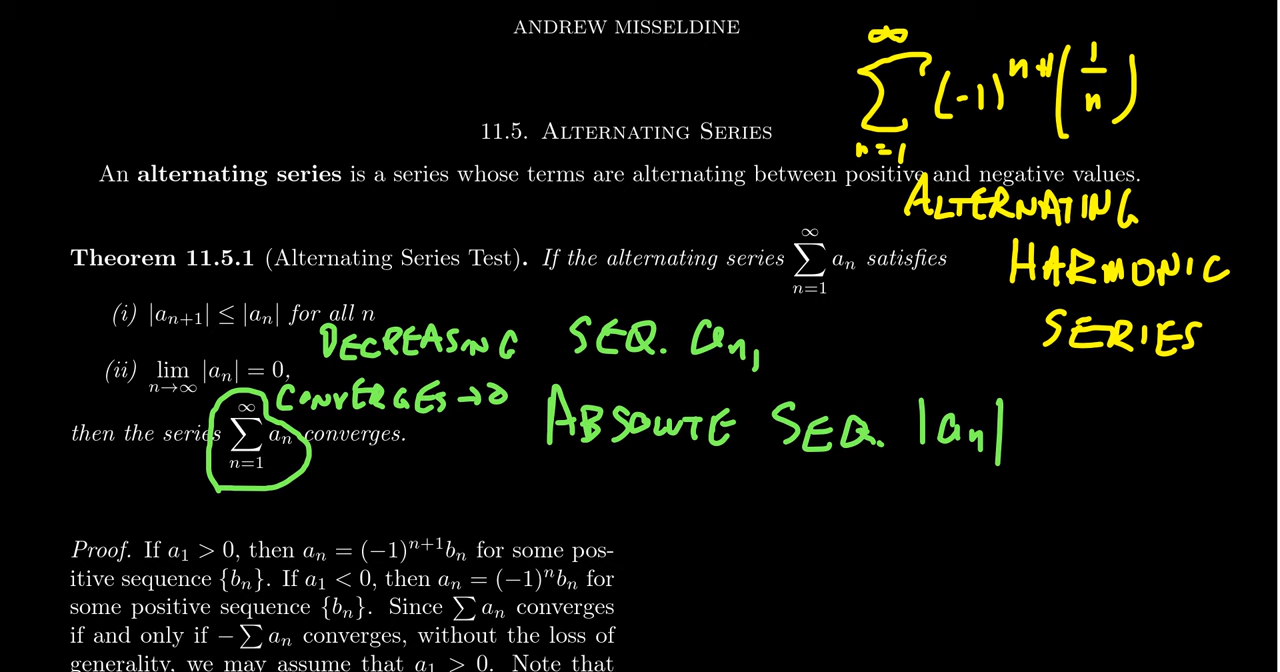 ANDREW MISSELDINE
∞
∑ (-1)^{n+1} (1/n)
n=1
11.5. ALTERNATING SERIES
An alternating series is a series whose terms are alternating between positive and negative values.
ALTERNATING
HARMONIC
SERIES
Theorem 11.5.1 (Alternating Series Test). If the alternating series ∑_{n=1}^{∞} a_n satisfies
(i) |a_{n+1}| ≤ |a_n| for all n
DECREASING SEQ. a_n,
(ii) lim_{n→∞} |a_n| = 0,
CONVERGES → 0
ABSOLUTE SEQ. |a_n|
then the series ∑_{n=1}^{∞} a_n converges.
Proof. If a_1 > 0, then a_n = (−1)^{n+1}b_n for some pos-
itive sequence {b_n}. If a_1 < 0, then a_n = (−1)^n b_n for
some positive sequence {b_n}. Since ∑ a_n converges
if and only if − ∑ a_n converges, without the loss of
generality, we may assume that a_1 > 0. Note that